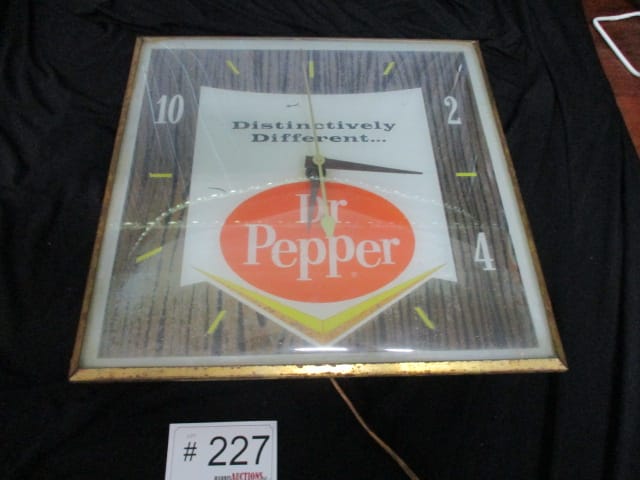 10
2
Distinctively
Different...
Dr
Pepper
4
# 227